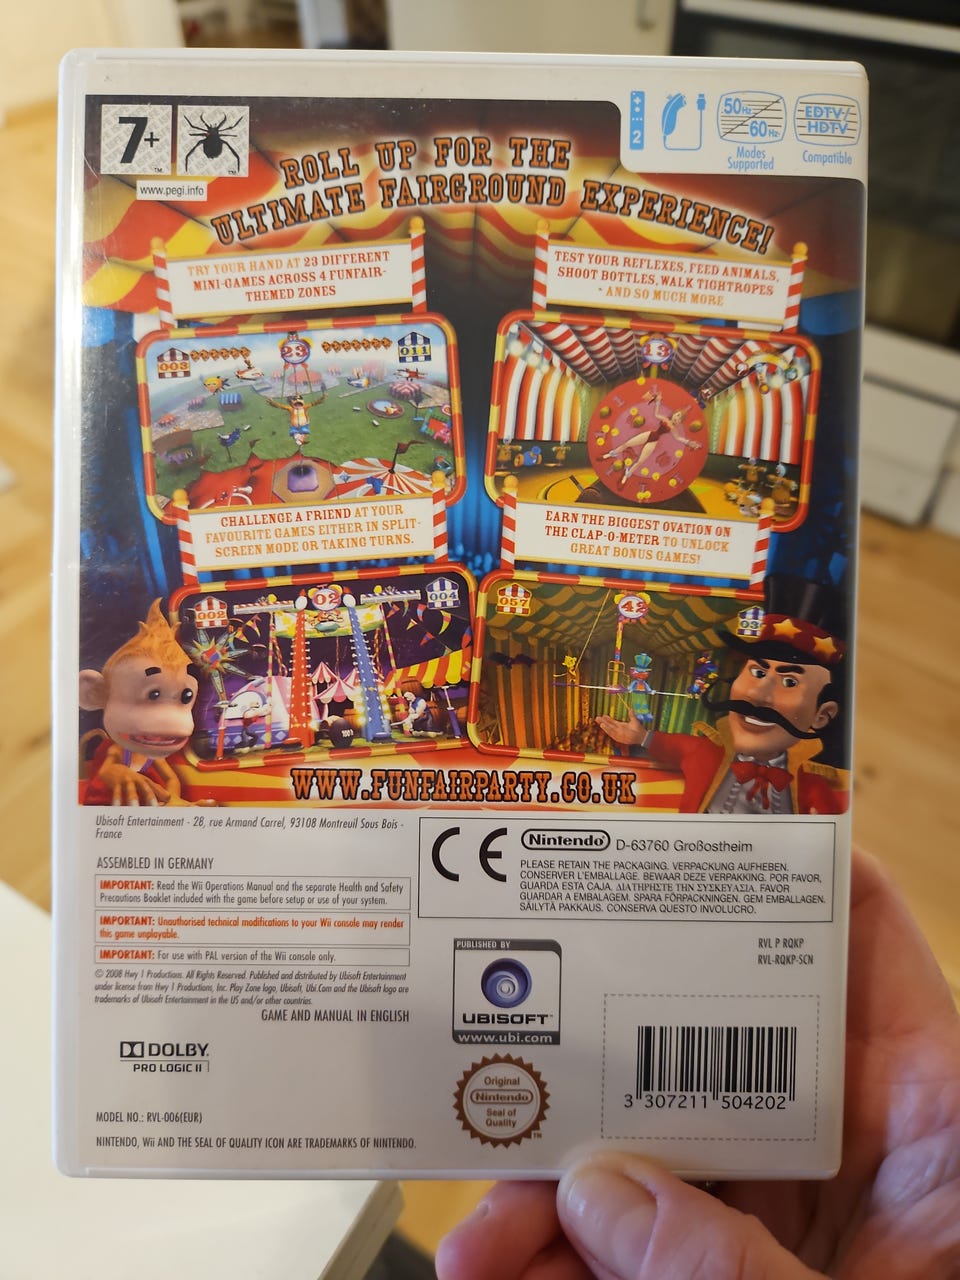 7+
™
™
www.pegi.info
2
50Hz
60Hz
Modes
Supported
EDTV/
HDTV
Compatible
ROLL UP FOR THE
ULTIMATE FAIRGROUND EXPERIENCE!
TRY YOUR HAND AT 23 DIFFERENT
MINI-GAMES ACROSS 4 FUNFAIR-
THEMED ZONES
TEST YOUR REFLEXES, FEED ANIMALS,
SHOOT BOTTLES, WALK TIGHTROPES
AND SO MUCH MORE
003
23
011
13
CHALLENGE A FRIEND AT YOUR
FAVOURITE GAMES EITHER IN SPLIT-
SCREEN MODE OR TAKING TURNS.
EARN THE BIGGEST OVATION ON
THE CLAP-O-METER TO UNLOCK
GREAT BONUS GAMES!
002
02
004
057
42
WWW.FUNFAIRPARTY.CO.UK
Ubisoft Entertainment - 28, rue Armand Carrel, 93108 Montreuil Sous Bois -
France
ASSEMBLED IN GERMANY
IMPORTANT: Read the Wii Operations Manual and the separate Health and Safety
Precautions Booklet included with the game before setup or use of your system.
IMPORTANT: Unauthorised technical modifications to your Wii console may render
this game unplayable.
IMPORTANT: For use with PAL version of the Wii console only.
© 2008 Hwy 1 Productions. All Rights Reserved. Published and distributed by Ubisoft Entertainment
under license from Hwy 1 Productions, Inc. Play Zone logo, Ubisoft, Ubi.Com and the Ubisoft logo are
trademarks of Ubisoft Entertainment in the US and/or other countries.
GAME AND MANUAL IN ENGLISH
DOLBY
PRO LOGIC II
MODEL NO.: RVL-006(EUR)
NINTENDO, Wii AND THE SEAL OF QUALITY ICON ARE TRADEMARKS OF NINTENDO.
CE
Nintendo D-63760 Großostheim
PLEASE RETAIN THE PACKAGING. VERPACKUNG AUFHEBEN.
CONSERVER L'EMBALLAGE. BEWAAR DEZE VERPAKKING. POR FAVOR,
GUARDA ESTA CAJA. ΔΙΑΤΗΡΗΣΤΕ ΤΗΝ ΣΥΣΚΕΥΑΣΙΑ. FAVOR
GUARDAR A EMBALAGEM. SPARA FÖRPACKNINGEN. GEM EMBALLAGEN.
SÄILYTÄ PAKKAUS. CONSERVA QUESTO INVOLUCRO.
RVL P RQKP
RVL-RQKP-SCN
PUBLISHED BY
UBISOFT™
www.ubi.com
Original
Nintendo
Seal of
Quality
™
3 307211 504202